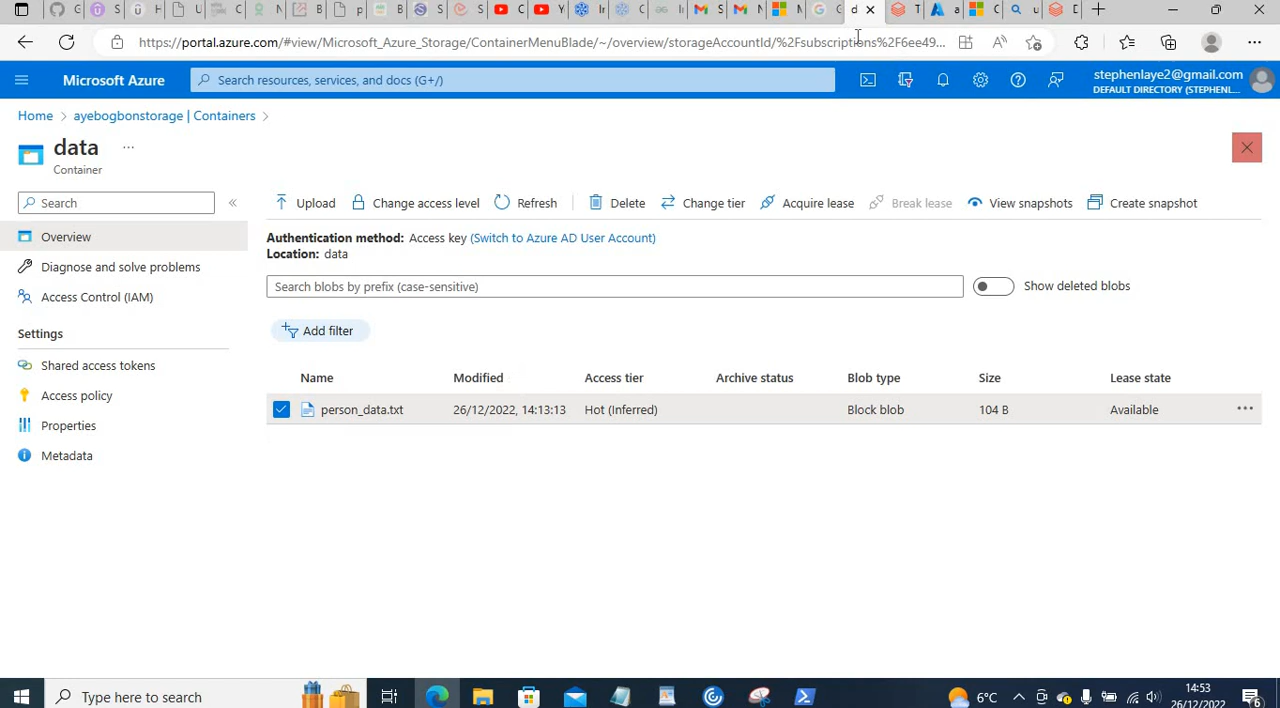 https://portal.azure.com/#view/Microsoft_Azure_Storage/ContainerMenuBlade/~/overview/storageAccountId/%2Fsubscriptions%2F6ee49...
Microsoft Azure
Search resources, services, and docs (G+/)
stephenlaye2@gmail.com
DEFAULT DIRECTORY (STEPHENL...
Home > ayebogbonstorage | Containers >
data ...
Container
Search «
Upload Change access level Refresh Delete Change tier Acquire lease Break lease View snapshots Create snapshot
Overview
Diagnose and solve problems
Access Control (IAM)
Settings
Shared access tokens
Access policy
Properties
Metadata
Authentication method: Access key (Switch to Azure AD User Account)
Location: data
Search blobs by prefix (case-sensitive)
Show deleted blobs
Add filter
Name Modified Access tier Archive status Blob type Size Lease state
person_data.txt 26/12/2022, 14:13:13 Hot (Inferred) Block blob 104 B Available ...
Type here to search
6°C
14:53
26/12/2022
6